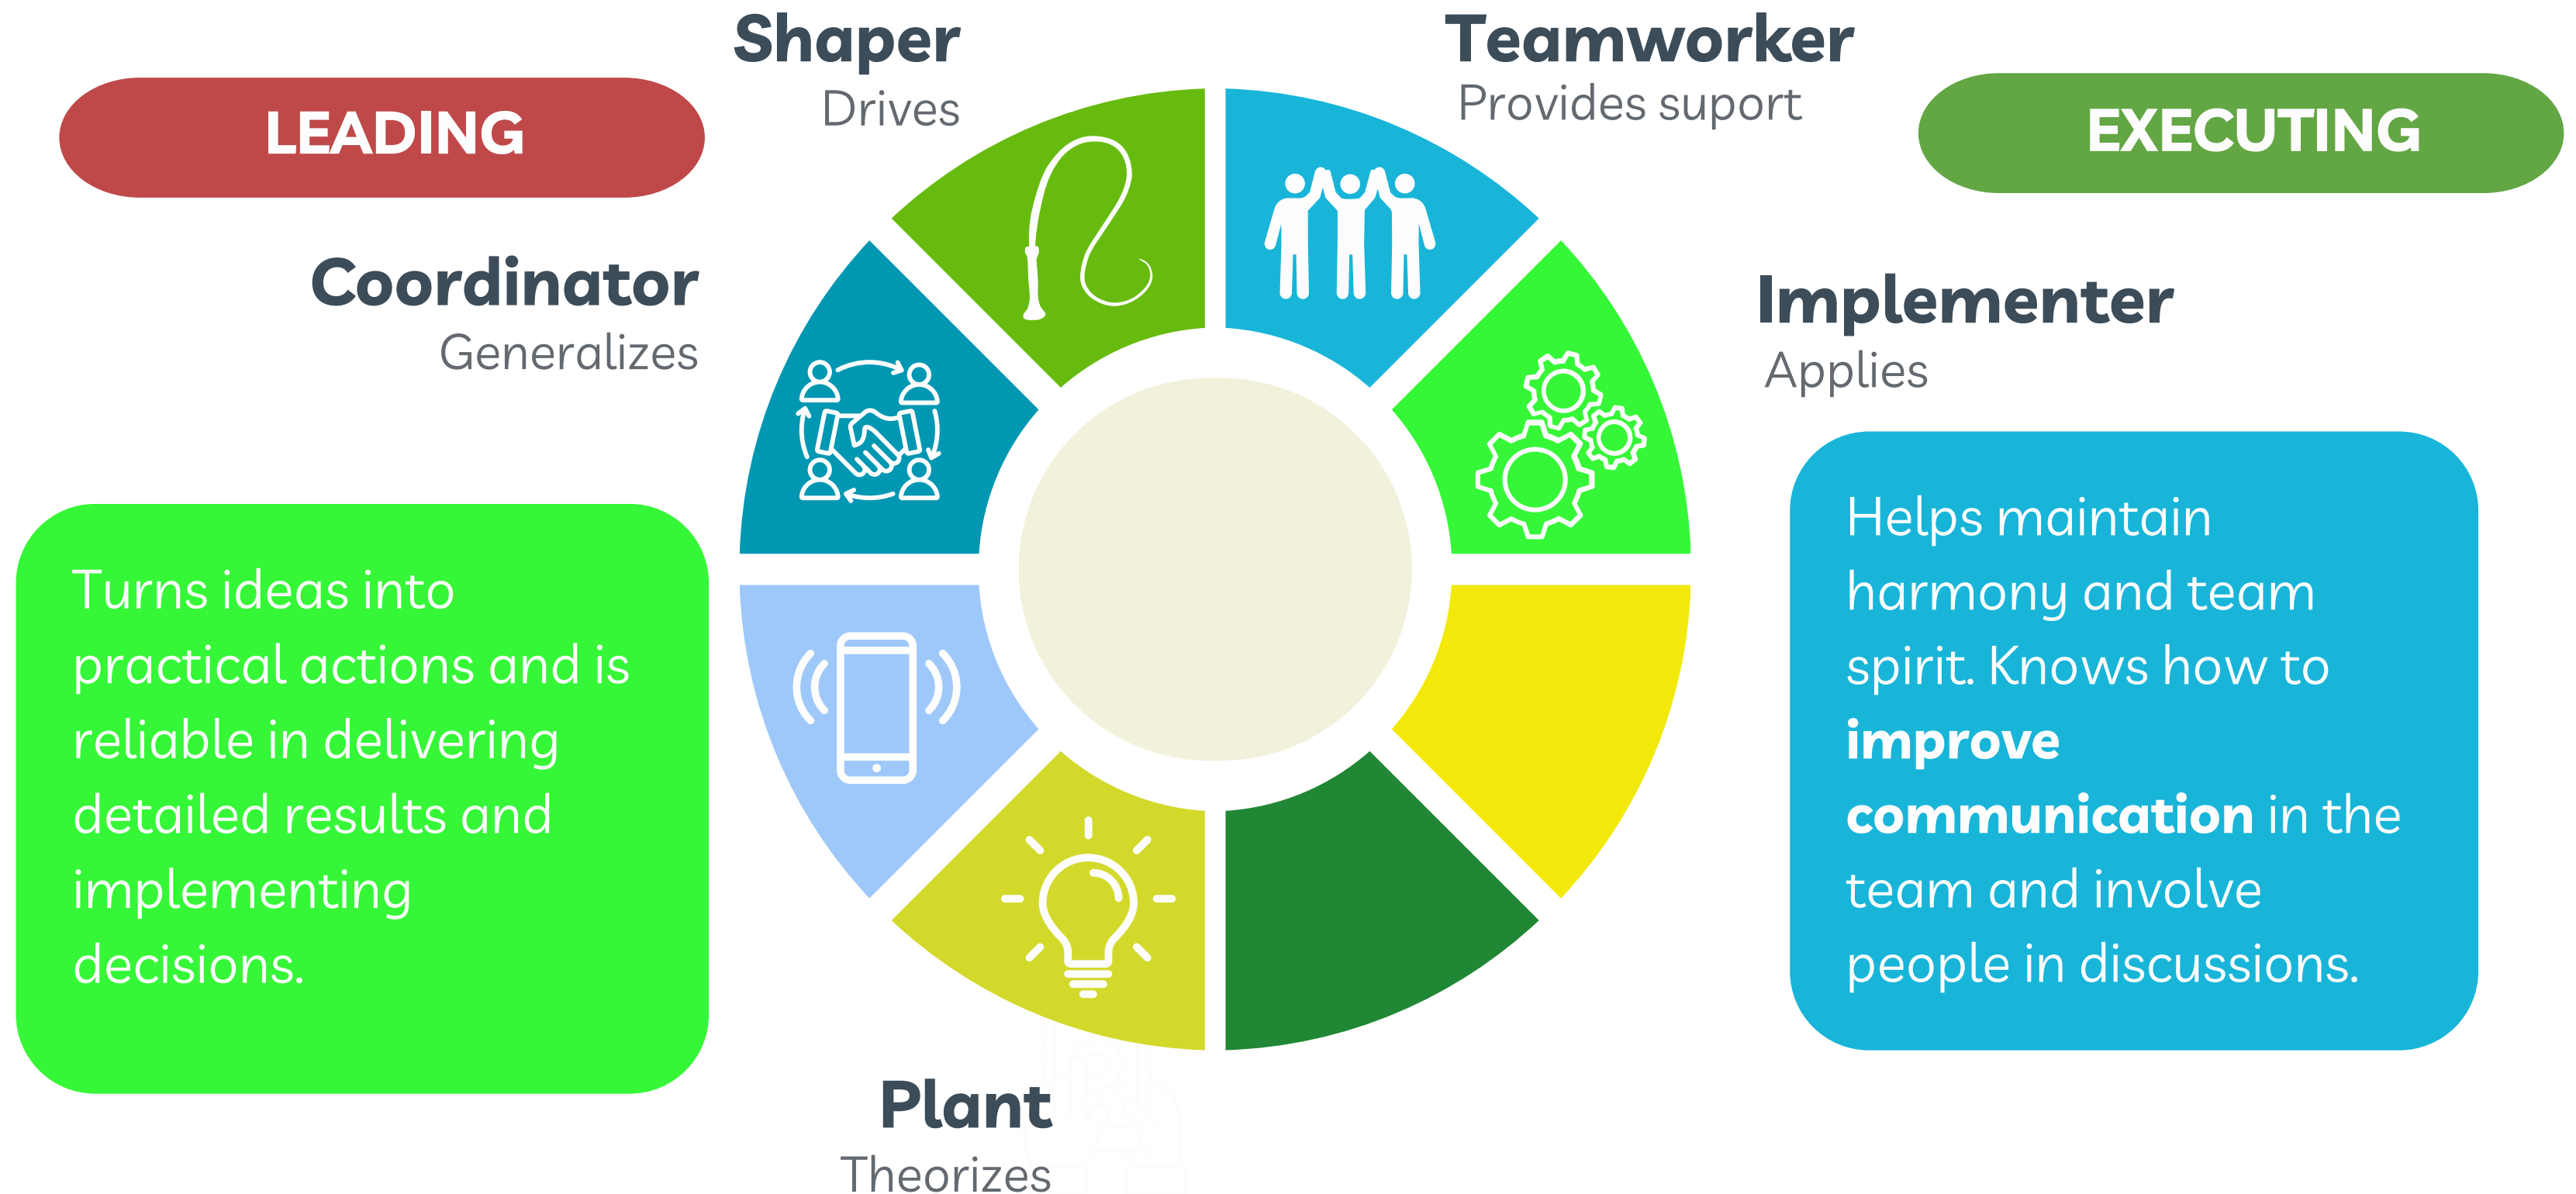 Shaper
Drives
Teamworker
Provides suport
LEADING
EXECUTING
Coordinator
Generalizes
Implementer
Applies
Turns ideas into
practical actions and is
reliable in delivering
detailed results and
implementing
decisions.
Helps maintain
harmony and team
spirit. Knows how to
improve
communication in the
team and involve
people in discussions.
Plant
Theorizes